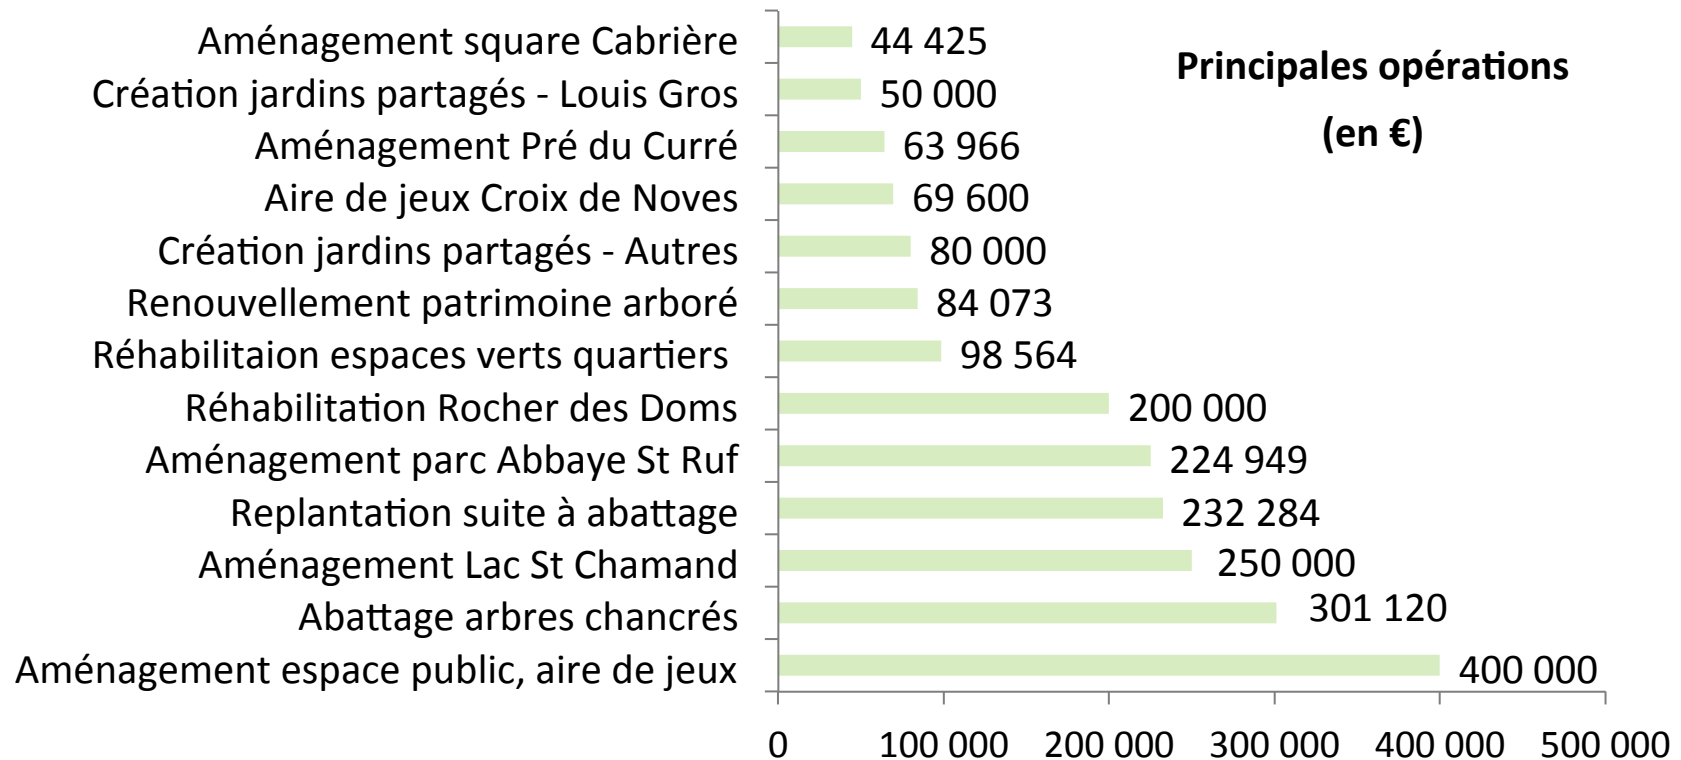 Principales opérations
(en €)
Aménagement square Cabrière 44 425
Création jardins partagés - Louis Gros 50 000
Aménagement Pré du Curré 63 966
Aire de jeux Croix de Noves 69 600
Création jardins partagés - Autres 80 000
Renouvellement patrimoine arboré 84 073
Réhabilitaion espaces verts quartiers 98 564
Réhabilitation Rocher des Doms 200 000
Aménagement parc Abbaye St Ruf 224 949
Replantation suite à abattage 232 284
Aménagement Lac St Chamand 250 000
Abattage arbres chancrés 301 120
Aménagement espace public, aire de jeux 400 000
0 100 000 200 000 300 000 400 000 500 000